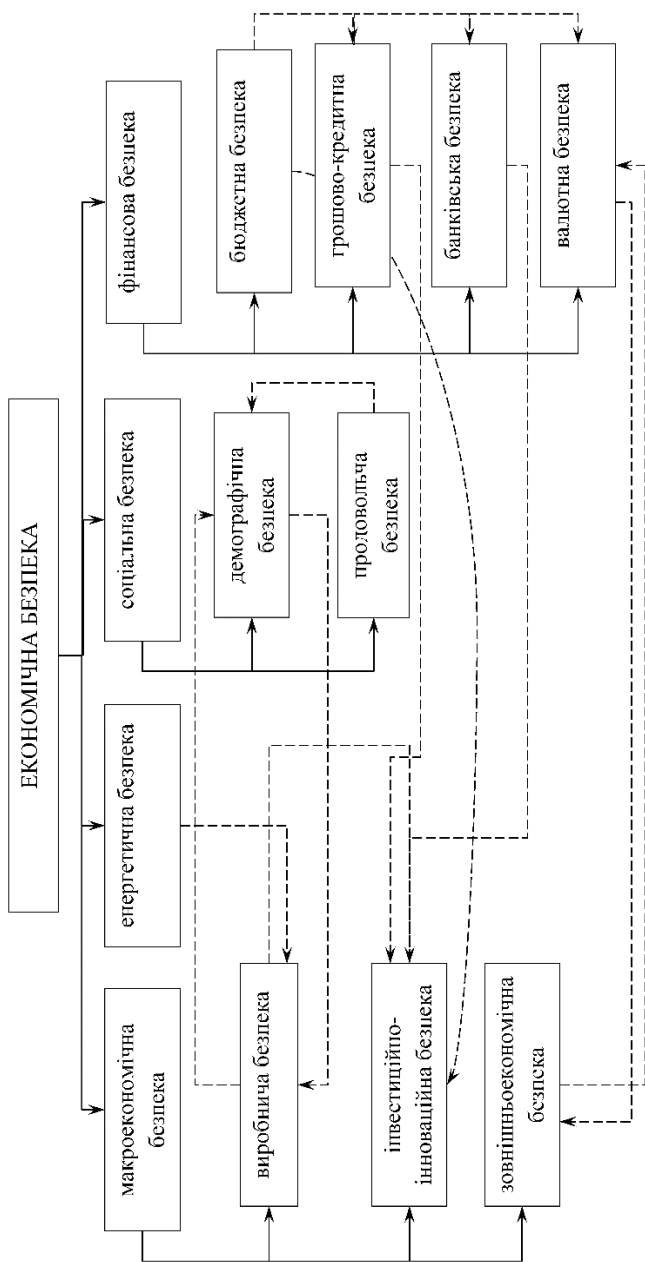 ЕКОНОМІЧНА БЕЗПЕКА
макроекономічна
безпека
енергетична безпека
соціальна безпека
фінансова безпека
виробнича безпека
інвестиційно-
інноваційна безпека
зовнішньоекономічна
безпека
демографічна
безпека
продовольча
безпека
бюджетна безпека
грошово-кредитна
безпека
банківська безпека
валютна безпека